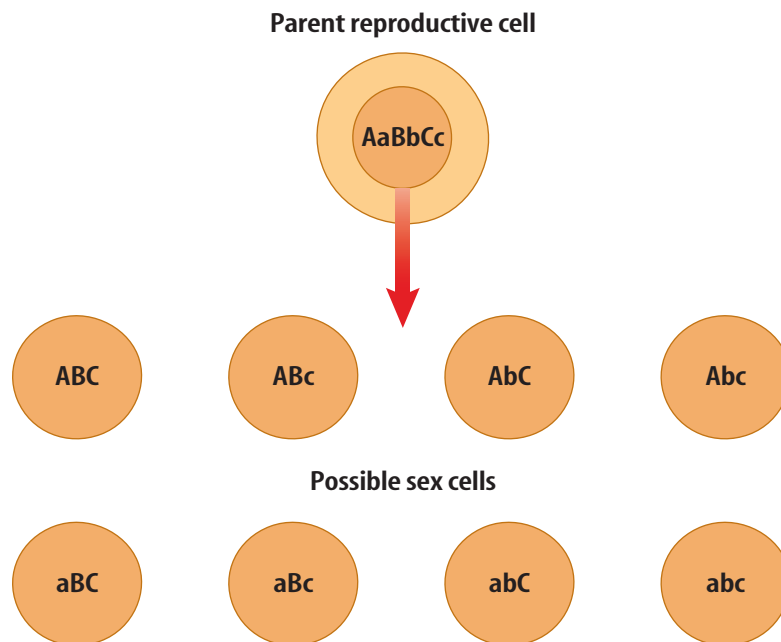 Parent reproductive cell
AaBbCc
ABC
ABc
AbC
Abc
Possible sex cells
aBC
aBc
abC
abc